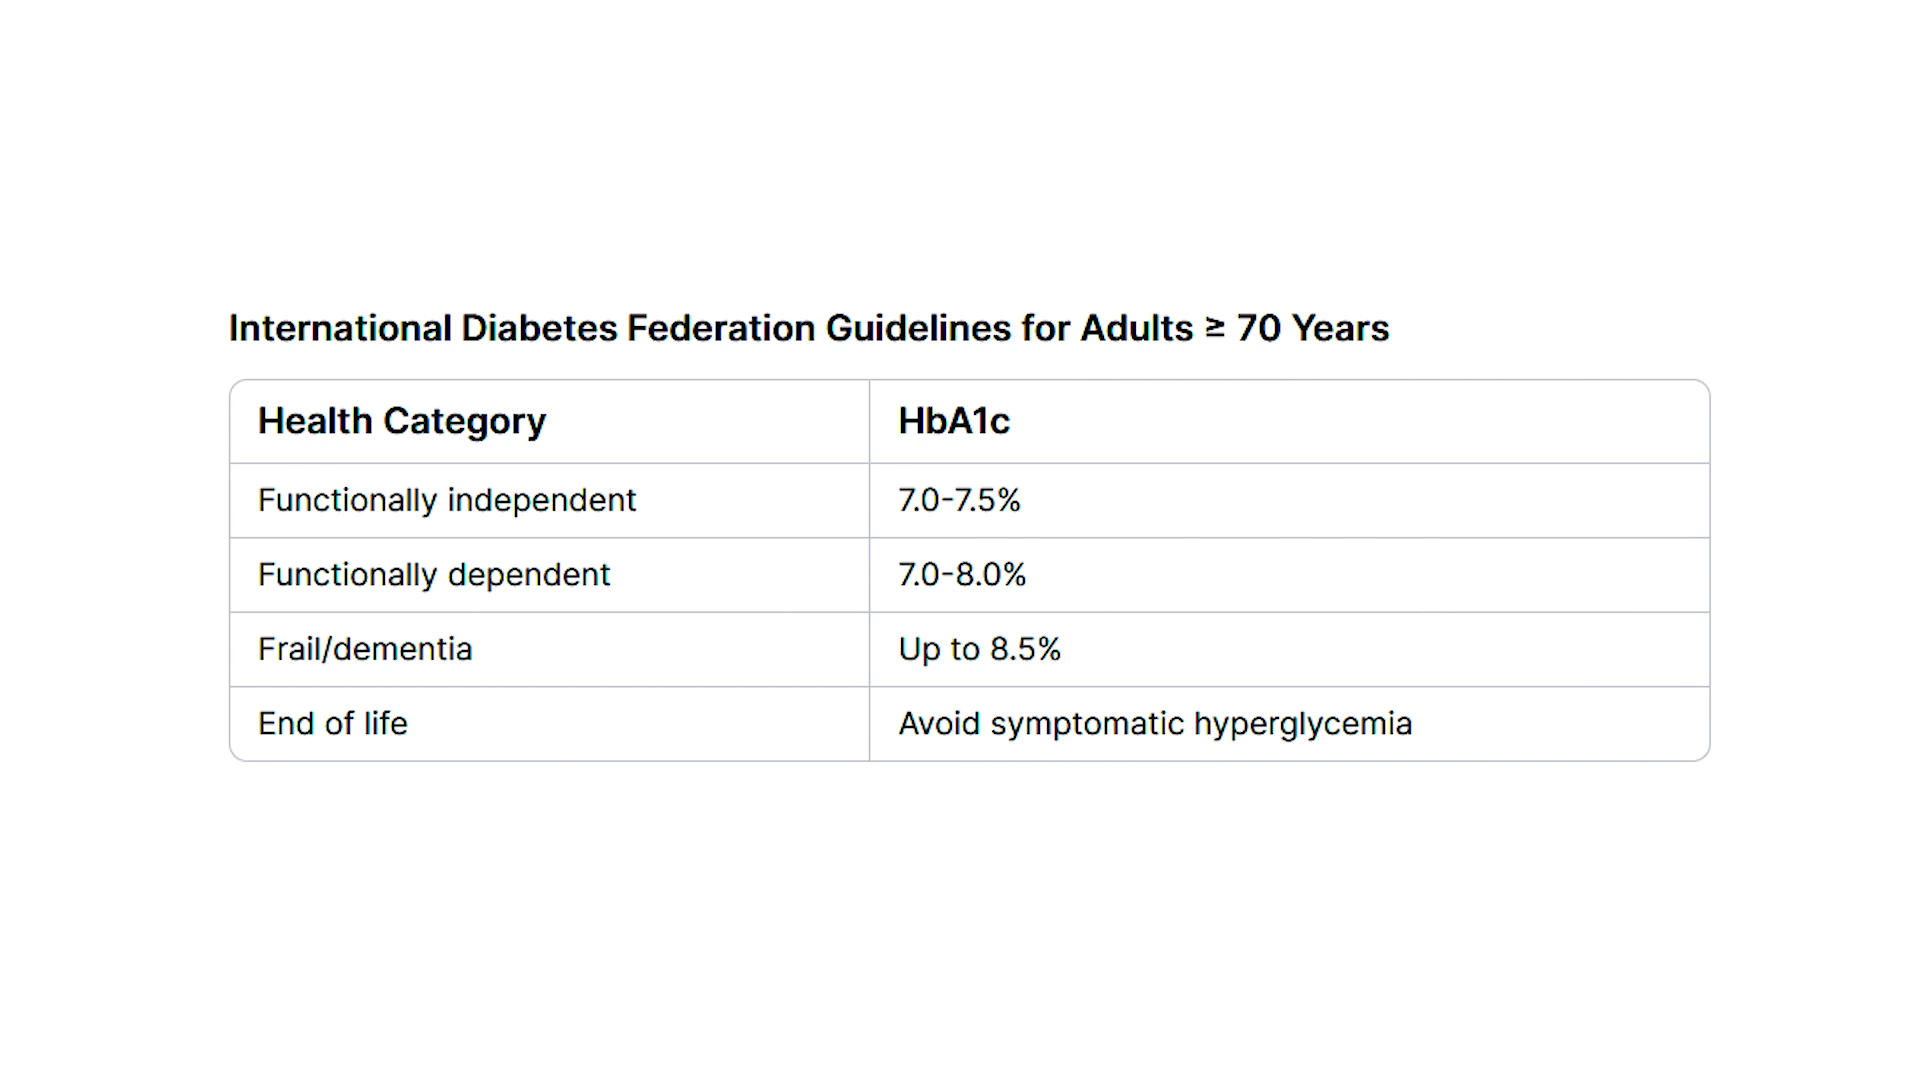 International Diabetes Federation Guidelines for Adults ≥ 70 Years
Health Category HbA1c
Functionally independent 7.0-7.5%
Functionally dependent 7.0-8.0%
Frail/dementia Up to 8.5%
End of life Avoid symptomatic hyperglycemia